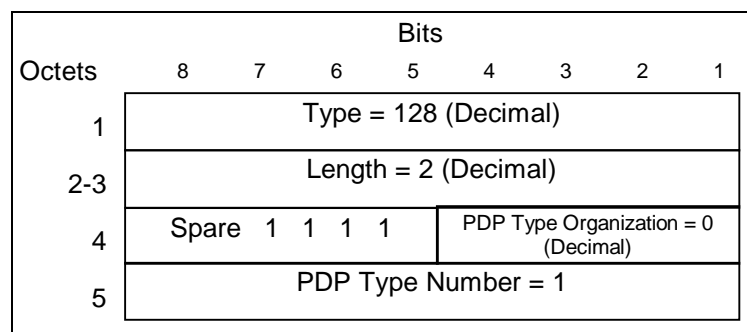 Bits
Octets 8 7 6 5 4 3 2 1
1 Type = 128 (Decimal)
2-3 Length = 2 (Decimal)
4 Spare 1 1 1 1 PDP Type Organization = 0
(Decimal)
5 PDP Type Number = 1